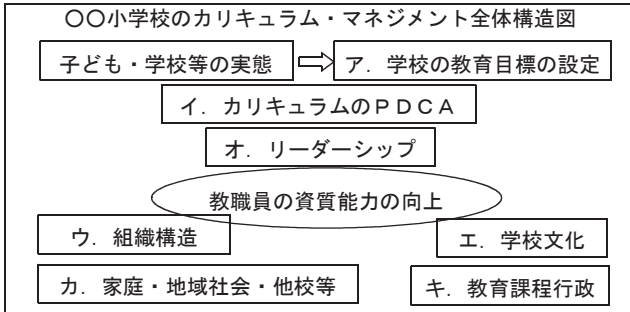 〇〇小学校のカリキュラム・マネジメント全体構造図
子ども・学校等の実態 ⇨ ア．学校の教育目標の設定
イ．カリキュラムのＰＤＣＡ
オ．リーダーシップ
教職員の資質能力の向上
ウ．組織構造
エ．学校文化
カ．家庭・地域社会・他校等
キ．教育課程行政